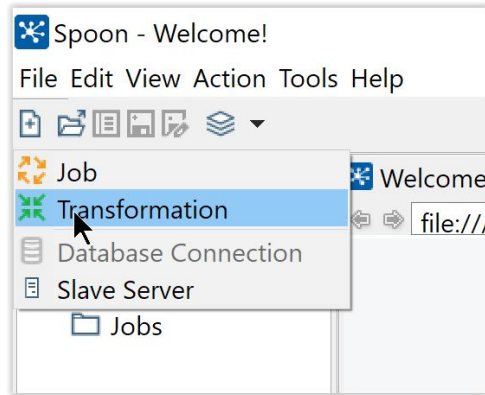 Spoon - Welcome!
File Edit View Action Tools Help
Job
Transformation
Database Connection
Slave Server
Jobs
Welcome
file:///